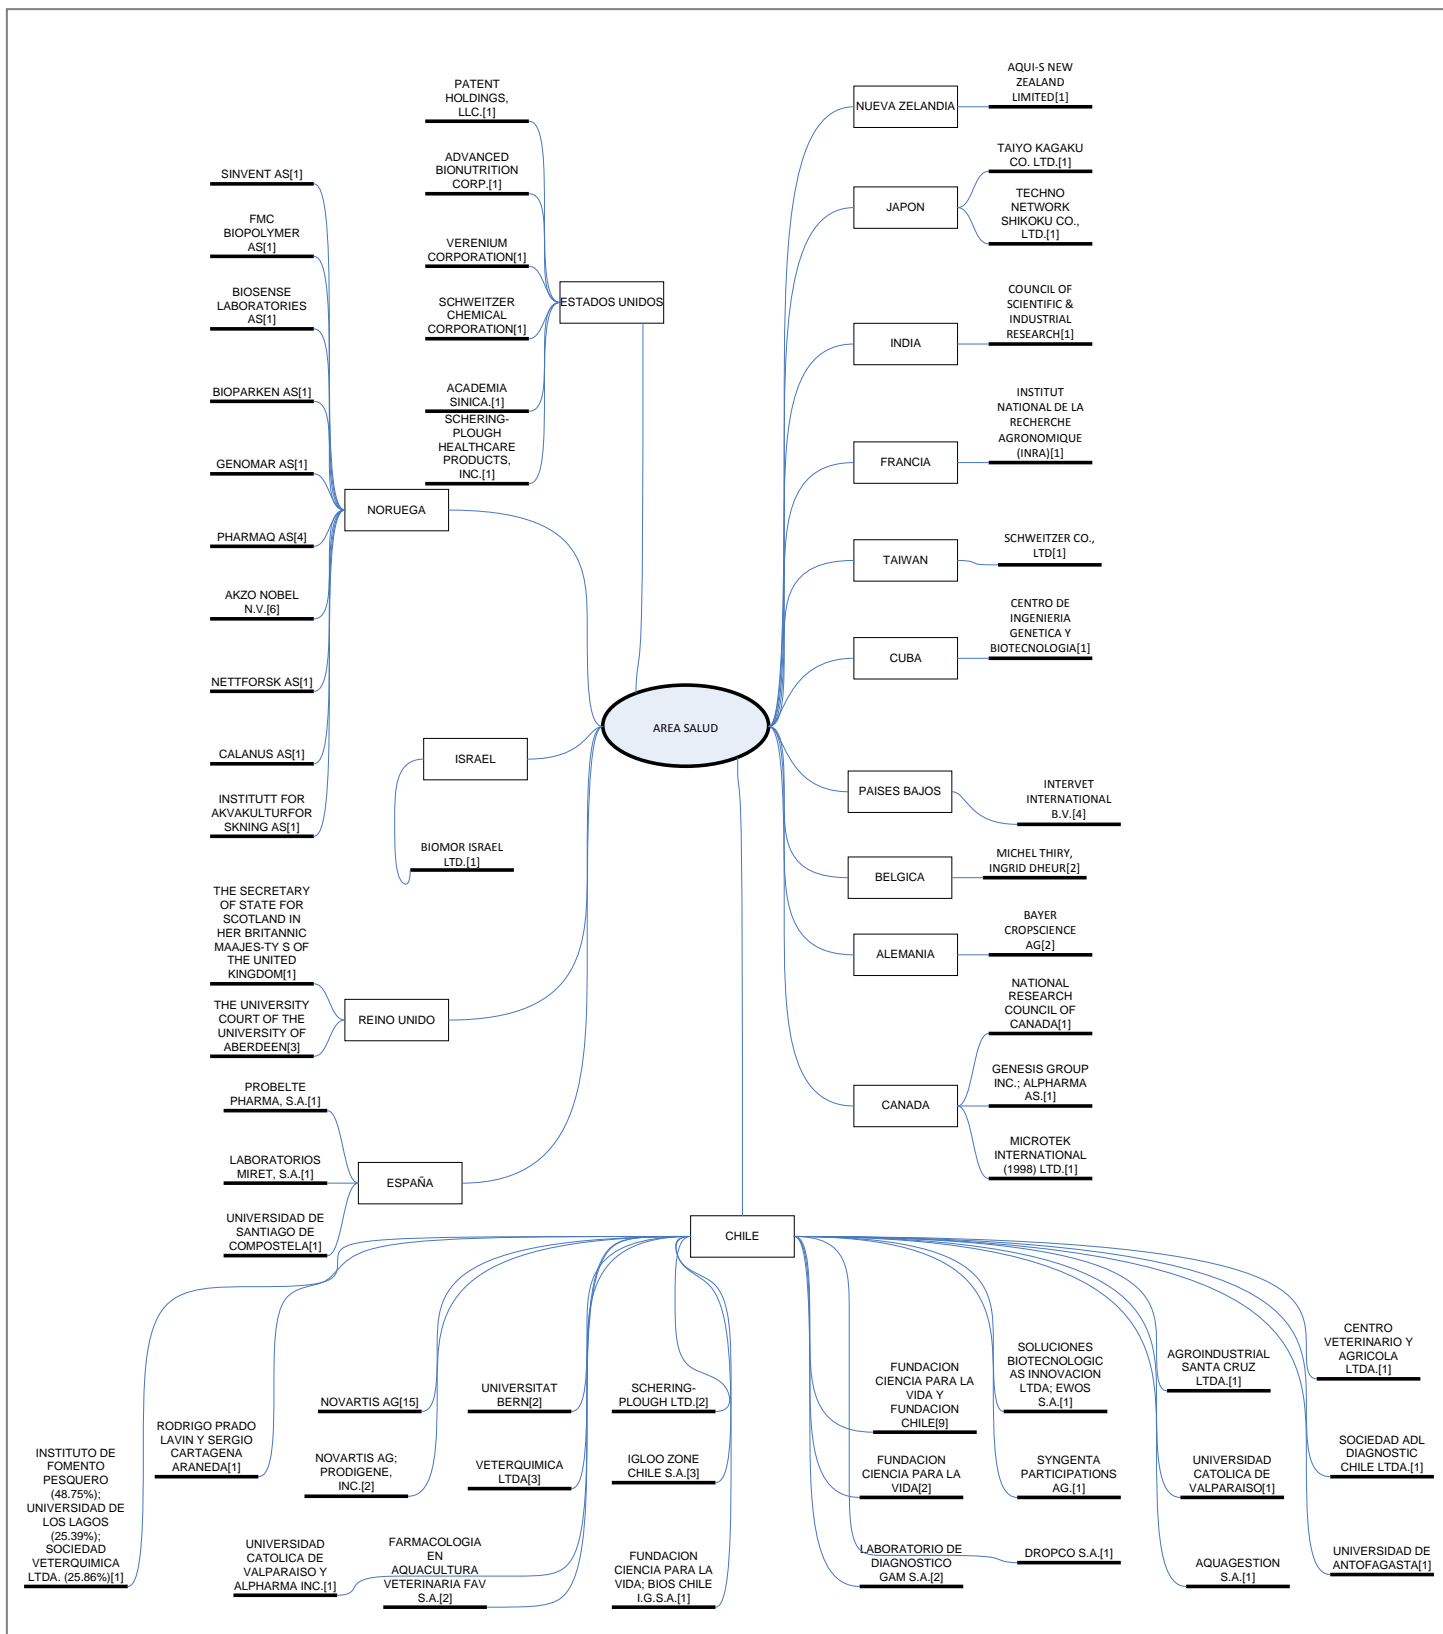 PATENT
HOLDINGS,
LLC.[1]
ADVANCED
BIONUTRITION
CORP.[1]
VERENIUM
CORPORATION[1]
SCHWEITZER
CHEMICAL
CORPORATION[1]
ACADEMIA
SINICA.[1]
SCHERING-
PLOUGH
HEALTHCARE
PRODUCTS,
INC.[1]
ESTADOS UNIDOS
SINVENT AS[1]
FMC
BIOPOLYMER
AS[1]
BIOSENSE
LABORATORIES
AS[1]
BIOPARKEN AS[1]
GENOMAR AS[1]
PHARMAQ AS[4]
AKZO NOBEL
N.V.[6]
NETTFORSK AS[1]
CALANUS AS[1]
INSTITUTT FOR
AKVAKULTURFOR
SKNING AS[1]
NORUEGA
ISRAEL
BIOMOR ISRAEL
LTD.[1]
THE SECRETARY
OF STATE FOR
SCOTLAND IN
HER BRITANNIC
MAAJES-TY S OF
THE UNITED
KINGDOM[1]
THE UNIVERSITY
COURT OF THE
UNIVERSITY OF
ABERDEEN[3]
REINO UNIDO
PROBELTE
PHARMA, S.A.[1]
LABORATORIOS
MIRET, S.A.[1]
UNIVERSIDAD DE
SANTIAGO DE
COMPOSTELA[1]
ESPAÑA
AREA SALUD
NUEVA ZELANDIA
AQUI-S NEW
ZEALAND
LIMITED[1]
JAPON
TAIYO KAGAKU
CO. LTD.[1]
TECHNO
NETWORK
SHIKOKU CO.,
LTD.[1]
INDIA
COUNCIL OF
SCIENTIFIC &
INDUSTRIAL
RESEARCH[1]
FRANCIA
INSTITUT
NATIONAL DE LA
RECHERCHE
AGRONOMIQUE
(INRA)[1]
TAIWAN
SCHWEITZER CO.,
LTD[1]
CUBA
CENTRO DE
INGENIERIA
GENETICA Y
BIOTECNOLOGIA[1]
PAISES BAJOS
INTERVET
INTERNATIONAL
B.V.[4]
BELGICA
MICHEL THIRY,
INGRID DHEUR[2]
ALEMANIA
BAYER
CROPSCIENCE
AG[2]
CANADA
NATIONAL
RESEARCH
COUNCIL OF
CANADA[1]
GENESIS GROUP
INC.; ALPHARMA
AS.[1]
MICROTEK
INTERNATIONAL
(1998) LTD.[1]
CHILE
INSTITUTO DE
FOMENTO
PESQUERO
(48.75%);
UNIVERSIDAD DE
LOS LAGOS
(25.39%);
SOCIEDAD
VETERQUIMICA
LTDA. (25.86%)[1]
RODRIGO PRADO
LAVIN Y SERGIO
CARTAGENA
ARANEDA[1]
NOVARTIS AG[15]
NOVARTIS AG;
PRODIGENE,
INC.[2]
UNIVERSIDAD
CATOLICA DE
VALPARAISO Y
ALPHARMA INC.[1]
UNIVERSITAT
BERN[2]
VETERQUIMICA
LTDA[3]
FARMACOLOGIA
EN
AQUACULTURA
VETERINARIA FAV
S.A.[2]
SCHERING-
PLOUGH LTD.[2]
IGLOO ZONE
CHILE S.A.[3]
FUNDACION
CIENCIA PARA LA
VIDA; BIOS CHILE
I.G.S.A.[1]
FUNDACION
CIENCIA PARA LA
VIDA Y
FUNDACION
CHILE[9]
FUNDACION
CIENCIA PARA LA
VIDA[2]
LABORATORIO DE
DIAGNOSTICO
GAM S.A.[2]
SOLUCIONES
BIOTECNOLOGIC
AS INNOVACION
LTDA; EWOS
S.A.[1]
SYNGENTA
PARTICIPATIONS
AG.[1]
DROPCO S.A.[1]
AGROINDUSTRIAL
SANTA CRUZ
LTDA.[1]
UNIVERSIDAD
CATOLICA DE
VALPARAISO[1]
AQUAGESTION
S.A.[1]
CENTRO
VETERINARIO Y
AGRICOLA
LTDA.[1]
SOCIEDAD ADL
DIAGNOSTIC
CHILE LTDA.[1]
UNIVERSIDAD DE
ANTOFAGASTA[1]